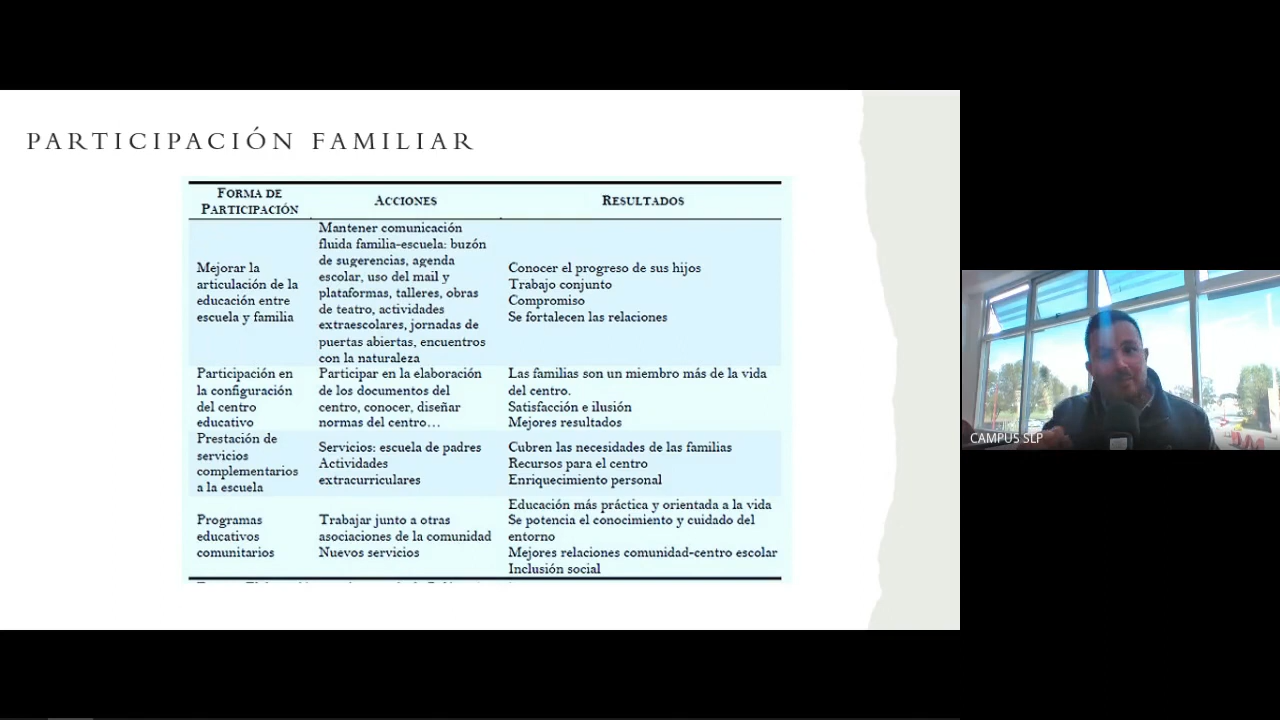 PARTICIPACIÓN FAMILIAR
FORMA DE
PARTICIPACIÓN
ACCIONES
RESULTADOS
Mejorar la
articulación de la
educación entre
escuela y familia
Mantener comunicación
fluida familia-escuela: buzón
de sugerencias, agenda
escolar, uso del mail y
plataformas, talleres, obras
de teatro, actividades
extraescolares, jornadas de
puertas abiertas, encuentros
con la naturaleza
Conocer el progreso de sus hijos
Trabajo conjunto
Compromiso
Se fortalecen las relaciones
Participación en
la configuración
del centro
educativo
Participar en la elaboración
de los documentos del
centro, conocer, diseñar
normas del centro…
Las familias son un miembro más de la vida
del centro.
Satisfacción e ilusión
Mejores resultados
Prestación de
servicios
complementarios
a la escuela
Servicios: escuela de padres
Actividades
extracurriculares
Cubren las necesidades de las familias
Recursos para el centro
Enriquecimiento personal
Programas
educativos
comunitarios
Trabajar junto a otras
asociaciones de la comunidad
Nuevos servicios
Educación más práctica y orientada a la vida
Se potencia el conocimiento y cuidado del
entorno
Mejores relaciones comunidad-centro escolar
Inclusión social
CAMPUS SLP